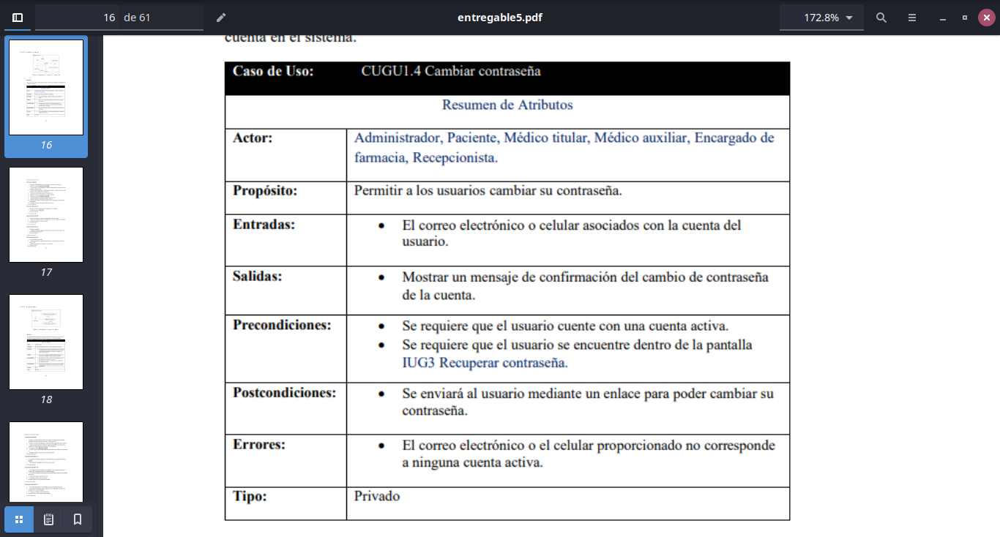 16 de 61
entregable5.pdf
172.8%
cuenta en el sistema.
Caso de Uso: CUGU1.4 Cambiar contraseña
Resumen de Atributos
Actor: Administrador, Paciente, Médico titular, Médico auxiliar, Encargado de
farmacia, Recepcionista.
Propósito: Permitir a los usuarios cambiar su contraseña.
Entradas: • El correo electrónico o celular asociados con la cuenta del
usuario.
Salidas: • Mostrar un mensaje de confirmación del cambio de contraseña
de la cuenta.
Precondiciones: • Se requiere que el usuario cuente con una cuenta activa.
• Se requiere que el usuario se encuentre dentro de la pantalla
IUG3 Recuperar contraseña.
Postcondiciones: • Se enviará al usuario mediante un enlace para poder cambiar su
contraseña.
Errores: • El correo electrónico o el celular proporcionado no corresponde
a ninguna cuenta activa.
Tipo: Privado
16
17
18